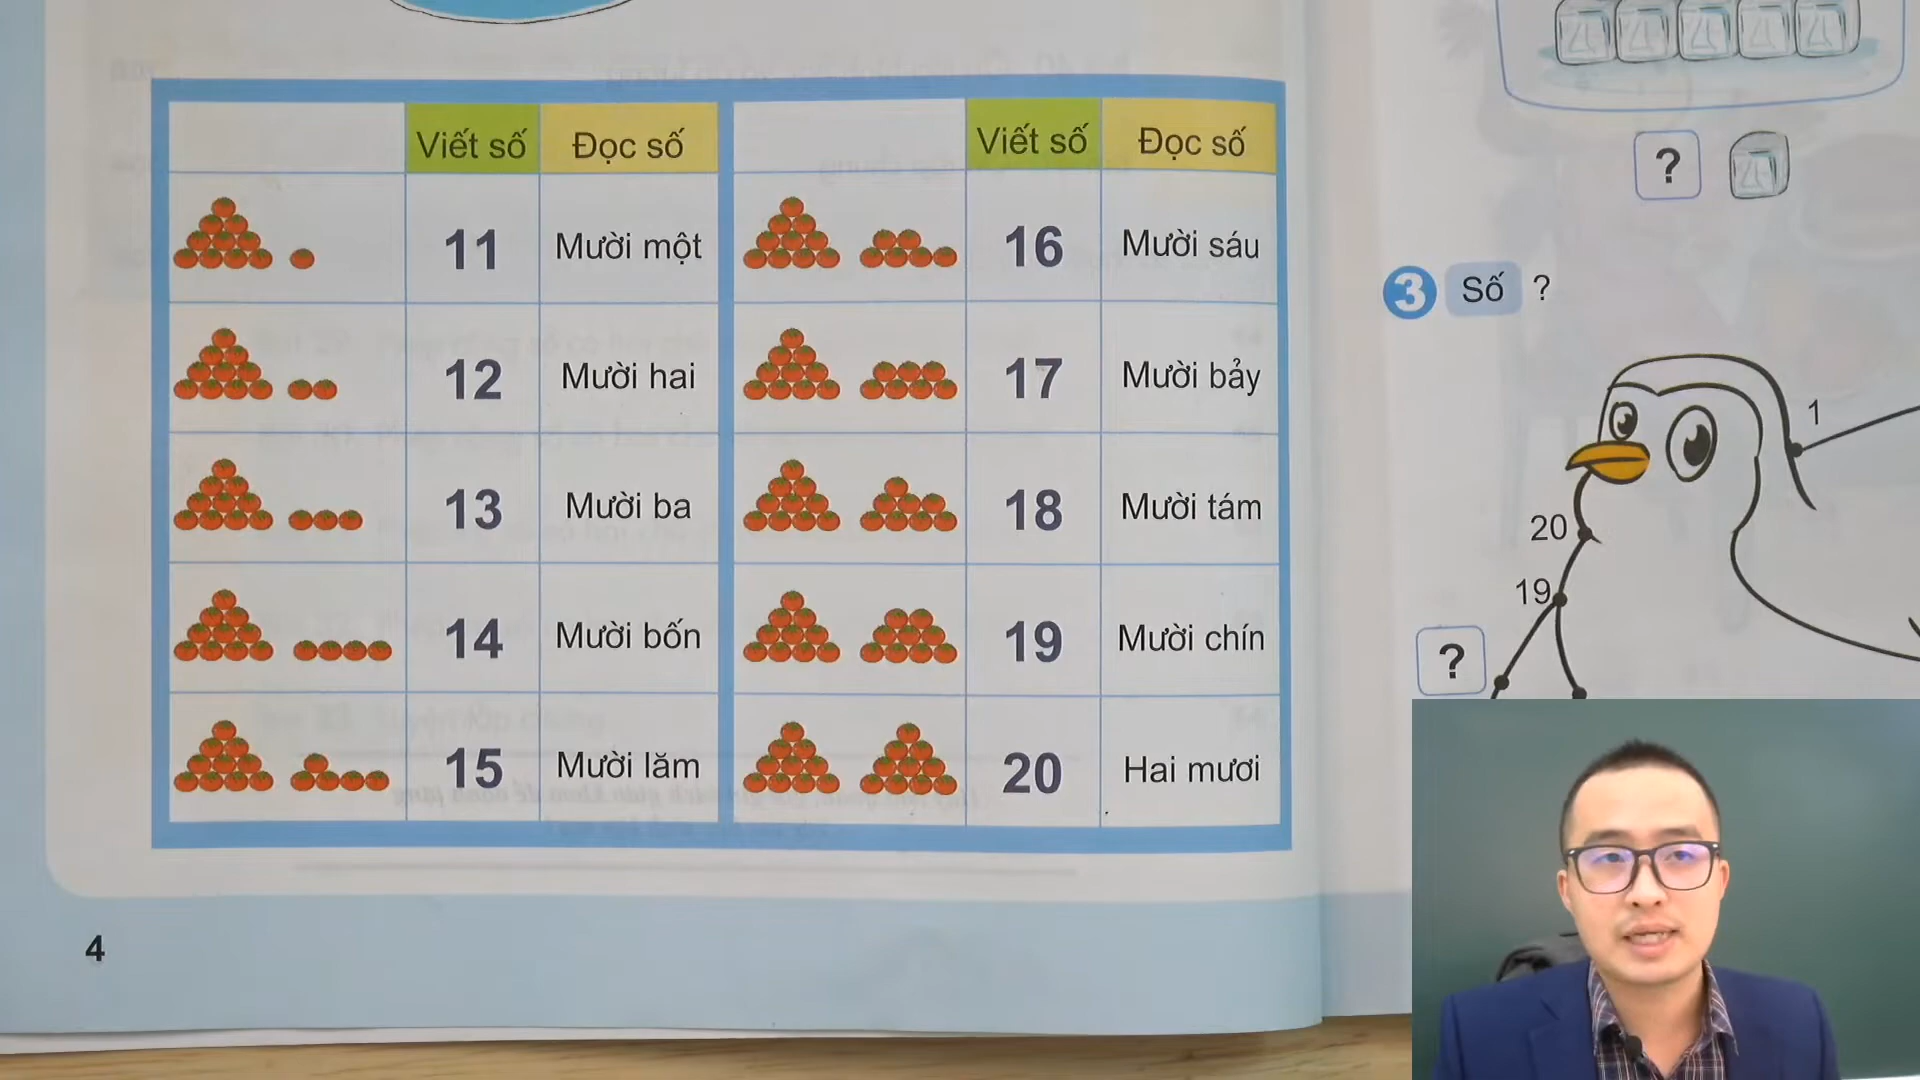 Viết số Đọc số Viết số Đọc số
11 Mười một 16 Mười sáu
12 Mười hai 17 Mười bảy
13 Mười ba 18 Mười tám
14 Mười bốn 19 Mười chín
15 Mười lăm 20 Hai mươi
4
?
3 Số ?
1
20
19
?